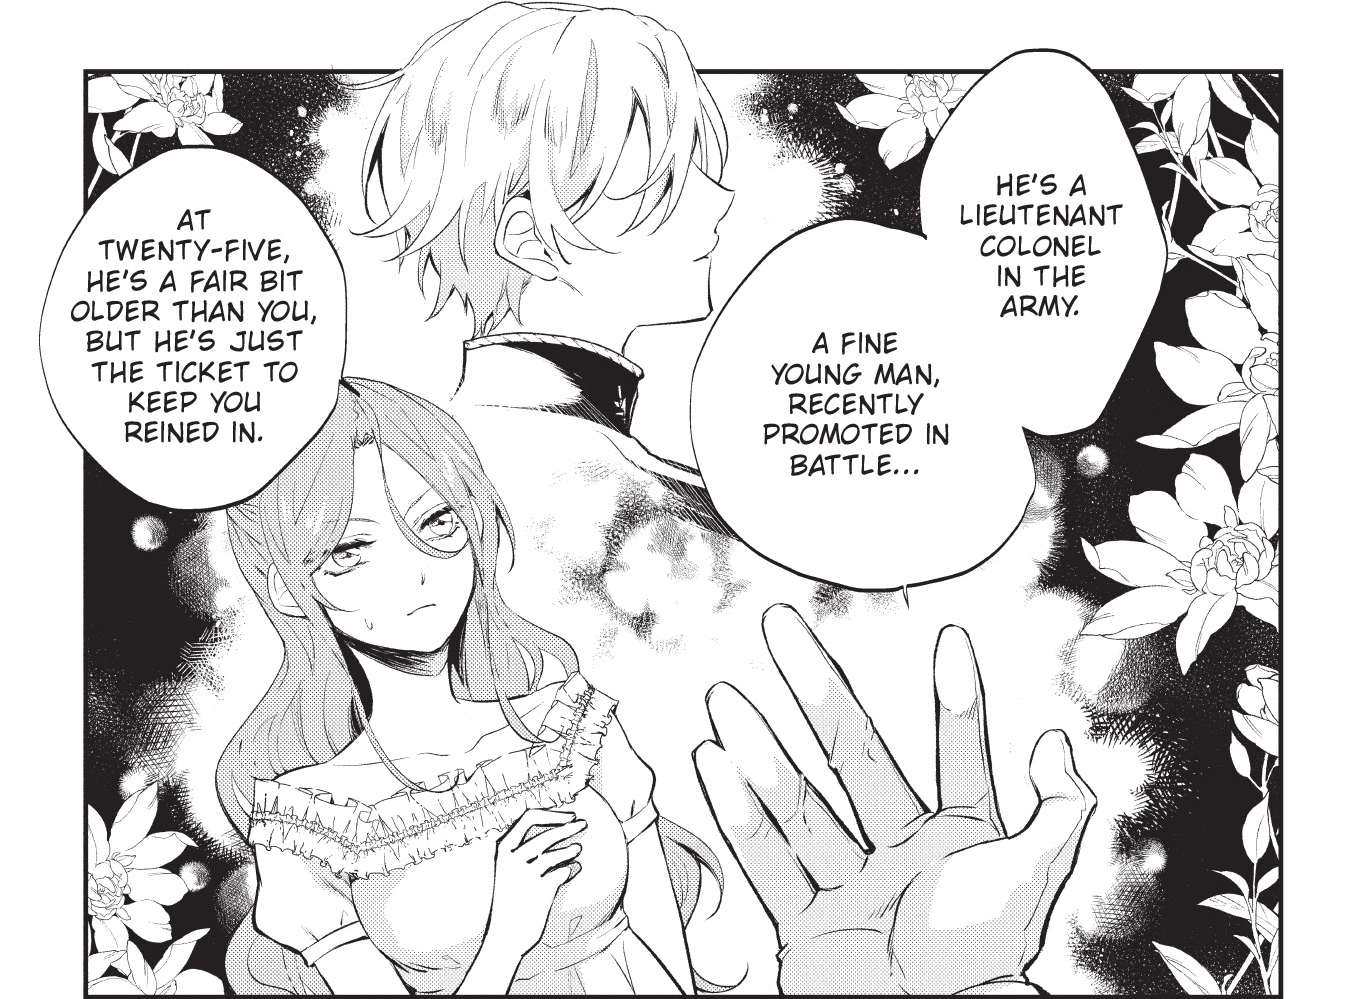 HE'S A
LIEUTENANT
COLONEL
IN THE
ARMY.
A FINE
YOUNG MAN,
RECENTLY
PROMOTED IN
BATTLE...
AT
TWENTY-FIVE,
HE'S A FAIR BIT
OLDER THAN YOU,
BUT HE'S JUST
THE TICKET TO
KEEP YOU
REINED IN.